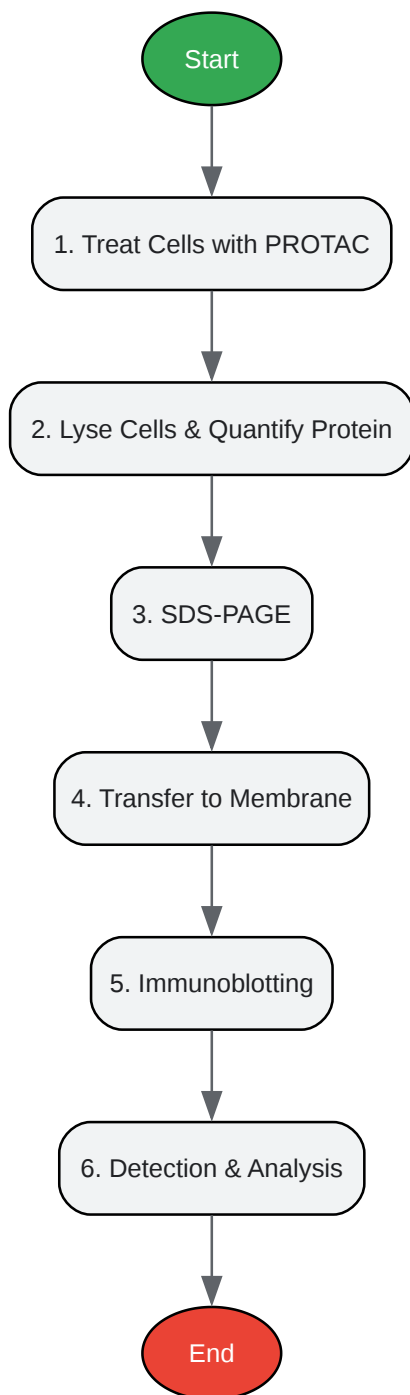 Start
1. Treat Cells with PROTAC
2. Lyse Cells & Quantify Protein
3. SDS-PAGE
4. Transfer to Membrane
5. Immunoblotting
6. Detection & Analysis
End